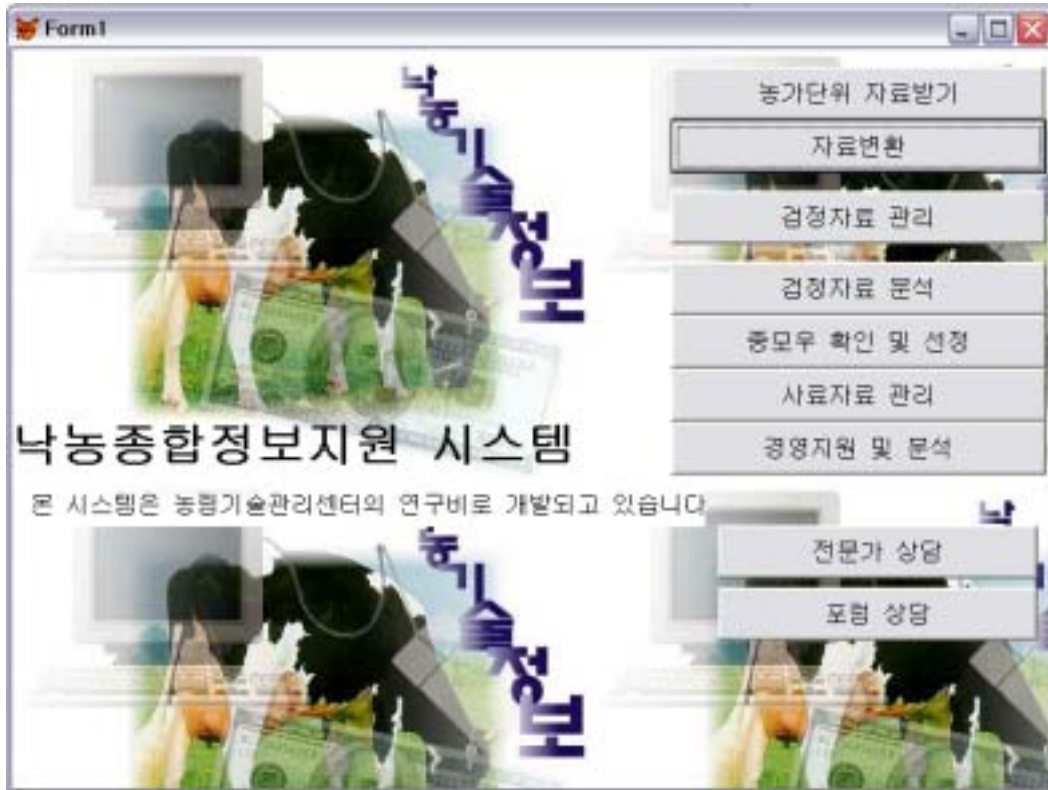 Form1
낙농기술정보
농가단위 자료받기
자료변환
검정자료 관리
검정자료 분석
종모우 확인 및 선정
사료자료 관리
경영지원 및 분석
낙농종합정보지원 시스템
본 시스템은 농림기술관리센터의 연구비로 개발되고 있습니다
낙
전문가 상담
포럼 상담
농기술정보